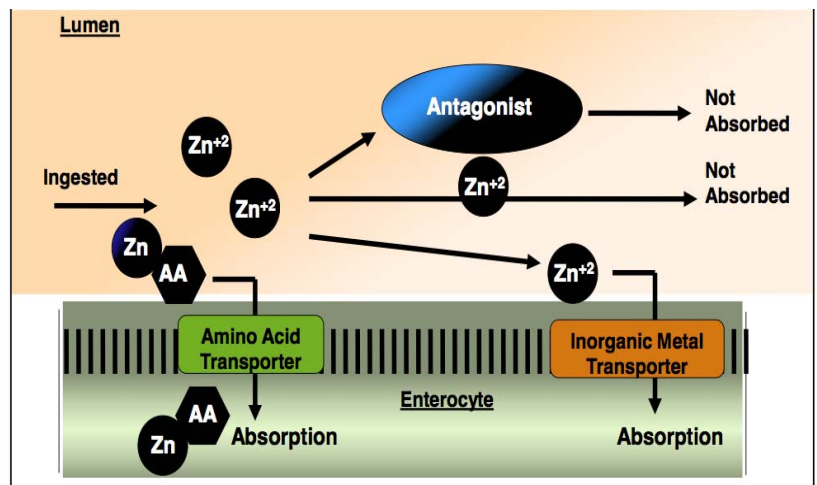 Lumen
Antagonist
Not
Absorbed
Zn+2
Ingested
Zn+2
Zn+2
Not
Absorbed
Zn
AA
Zn+2
Amino Acid
Transporter
Inorganic Metal
Transporter
Enterocyte
AA
Zn
Absorption
Absorption